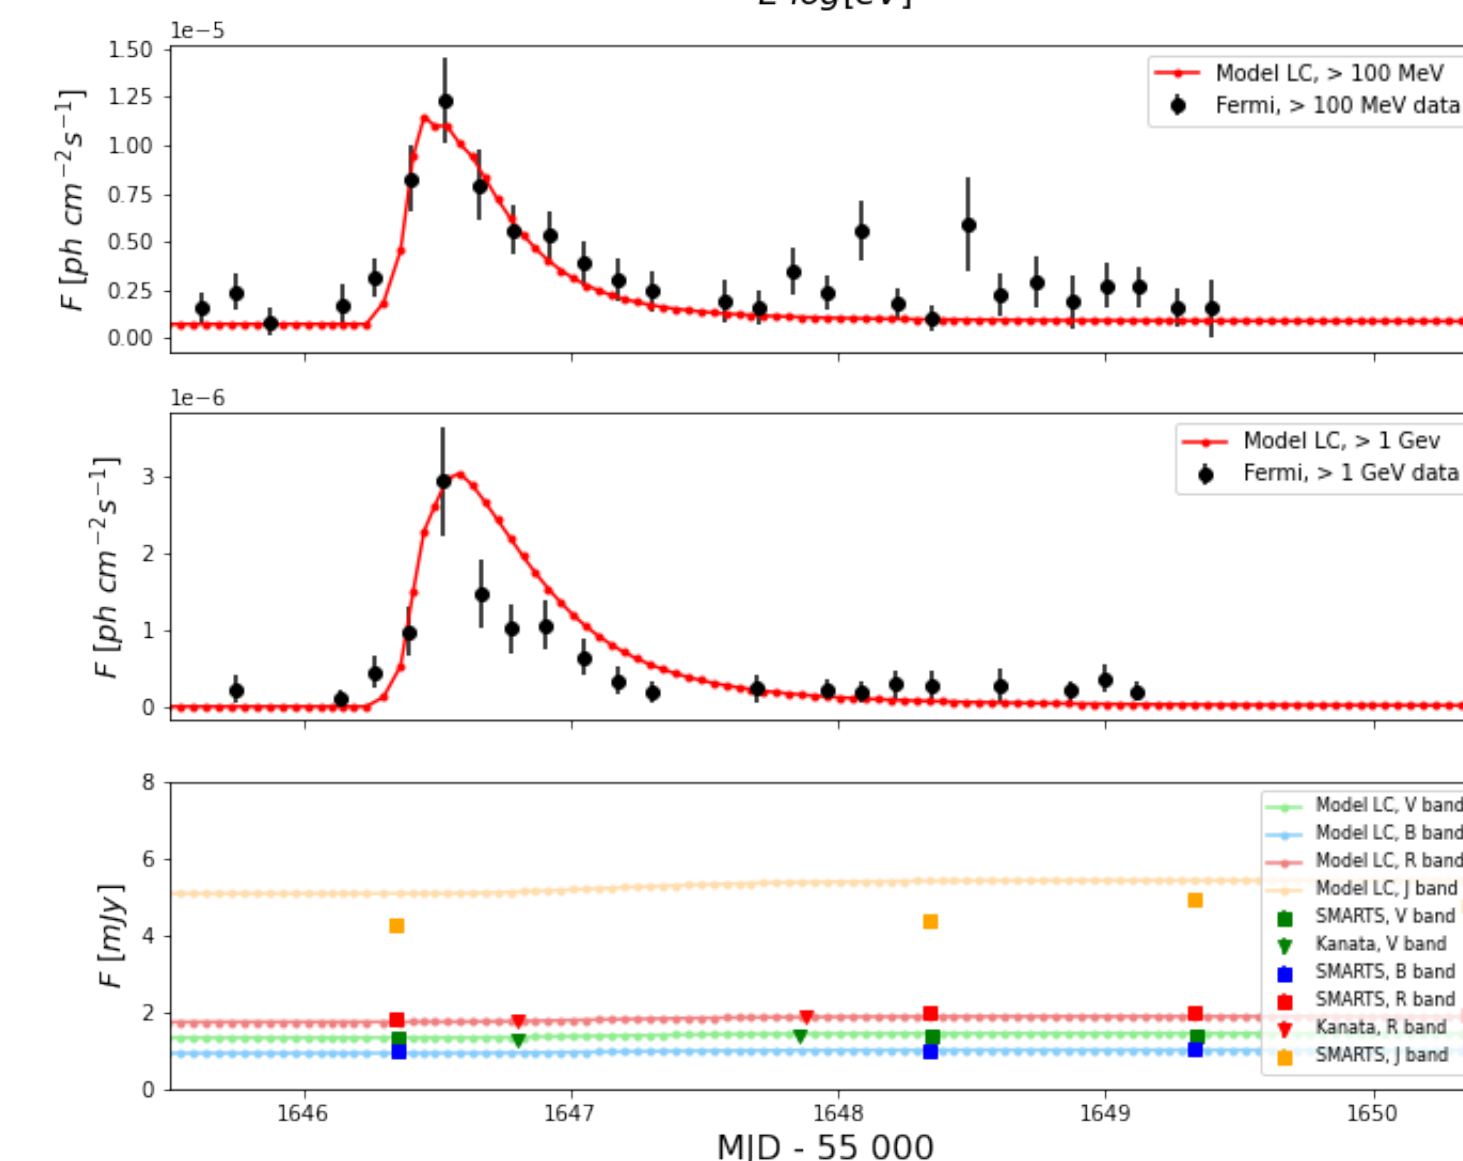 E log[eV]
1e−5
1.50
1.25
1.00
0.75
0.50
0.25
0.00
F [ph cm−2s−1]
Model LC, > 100 MeV
Fermi, > 100 MeV data
1e−6
3
2
1
0
F [ph cm−2s−1]
Model LC, > 1 Gev
Fermi, > 1 GeV data
8
6
4
2
0
F [mJy]
Model LC, V band
Model LC, B band
Model LC, R band
Model LC, J band
SMARTS, V band
Kanata, V band
SMARTS, B band
SMARTS, R band
Kanata, R band
SMARTS, J band
1646 1647 1648 1649 1650
MJD - 55 000